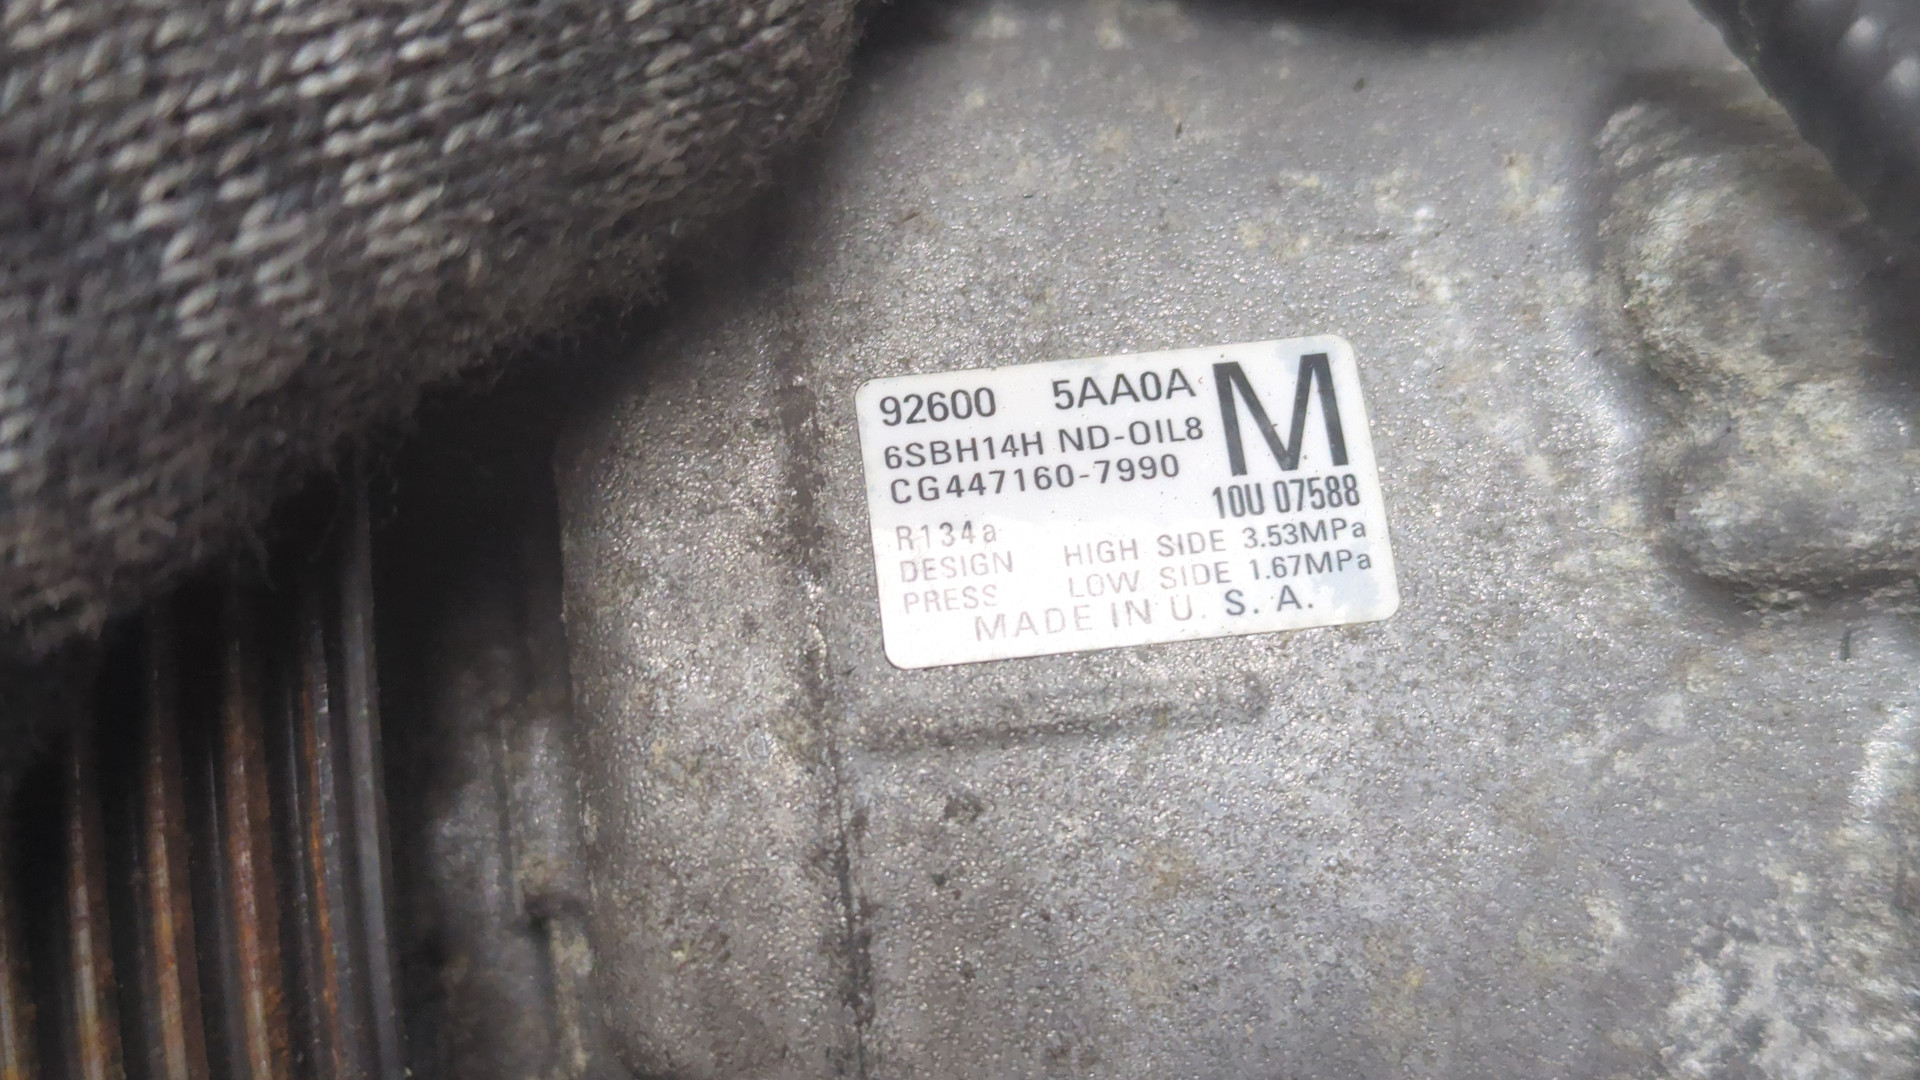 92600 5AA0A M
6SBH14H ND-OIL8
CG447160-7990
10U 07588
R134a
DESIGN HIGH SIDE 3.53MPa
PRESS LOW SIDE 1.67MPa
MADE IN U. S. A.